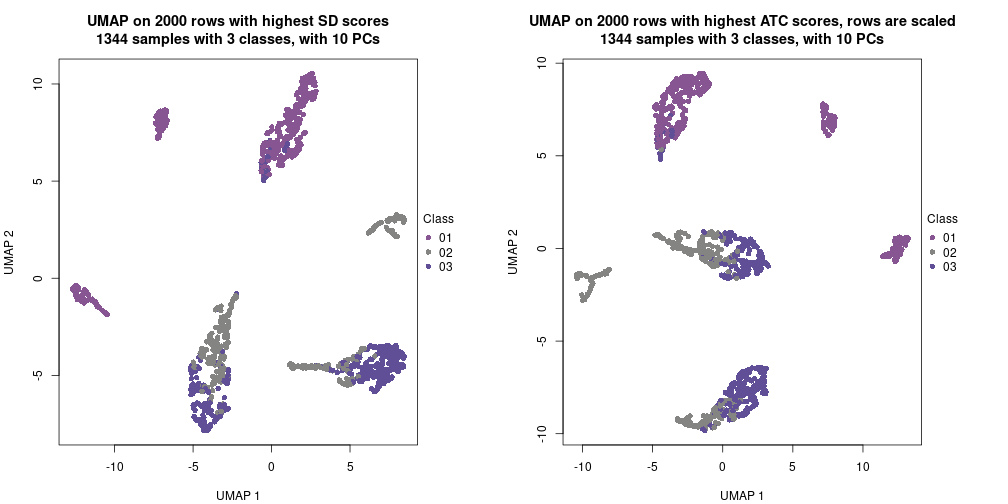 UMAP on 2000 rows with highest SD scores
1344 samples with 3 classes, with 10 PCs
10
5
0
-5
UMAP 2
-10
-5
0
5
UMAP 1
Class
01
02
03
UMAP on 2000 rows with highest ATC scores, rows are scaled
1344 samples with 3 classes, with 10 PCs
10
5
0
-5
-10
UMAP 2
-10
-5
0
5
10
UMAP 1
Class
01
02
03